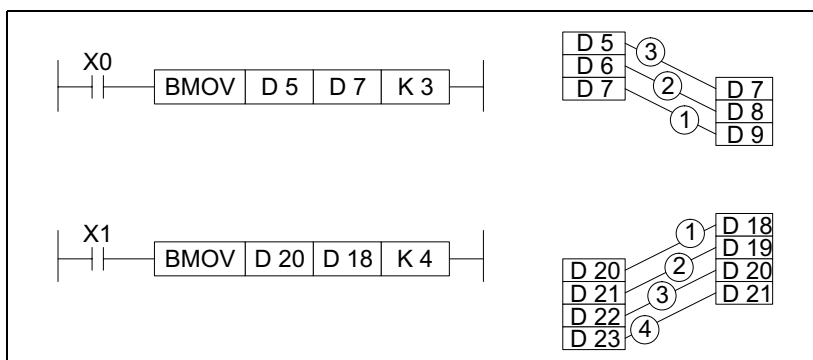 X0
BMOV D 5 D 7 K 3
D 5
D 6
D 7
3
2
1
D 7
D 8
D 9
X1
BMOV D 20 D 18 K 4
D 20
D 21
D 22
D 23
1
2
3
4
D 18
D 19
D 20
D 21